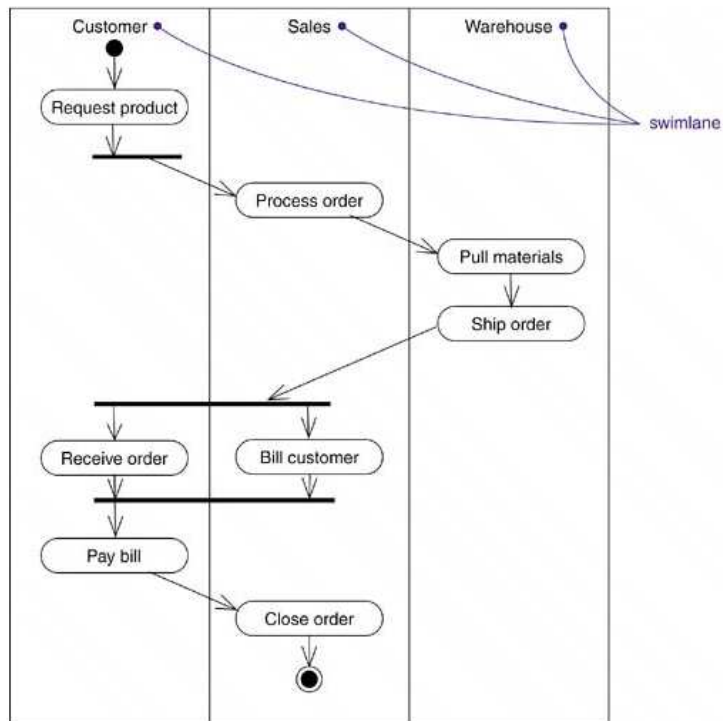 Customer
Sales
Warehouse
Request product
swimlane
Process order
Pull materials
Ship order
Receive order
Bill customer
Pay bill
Close order